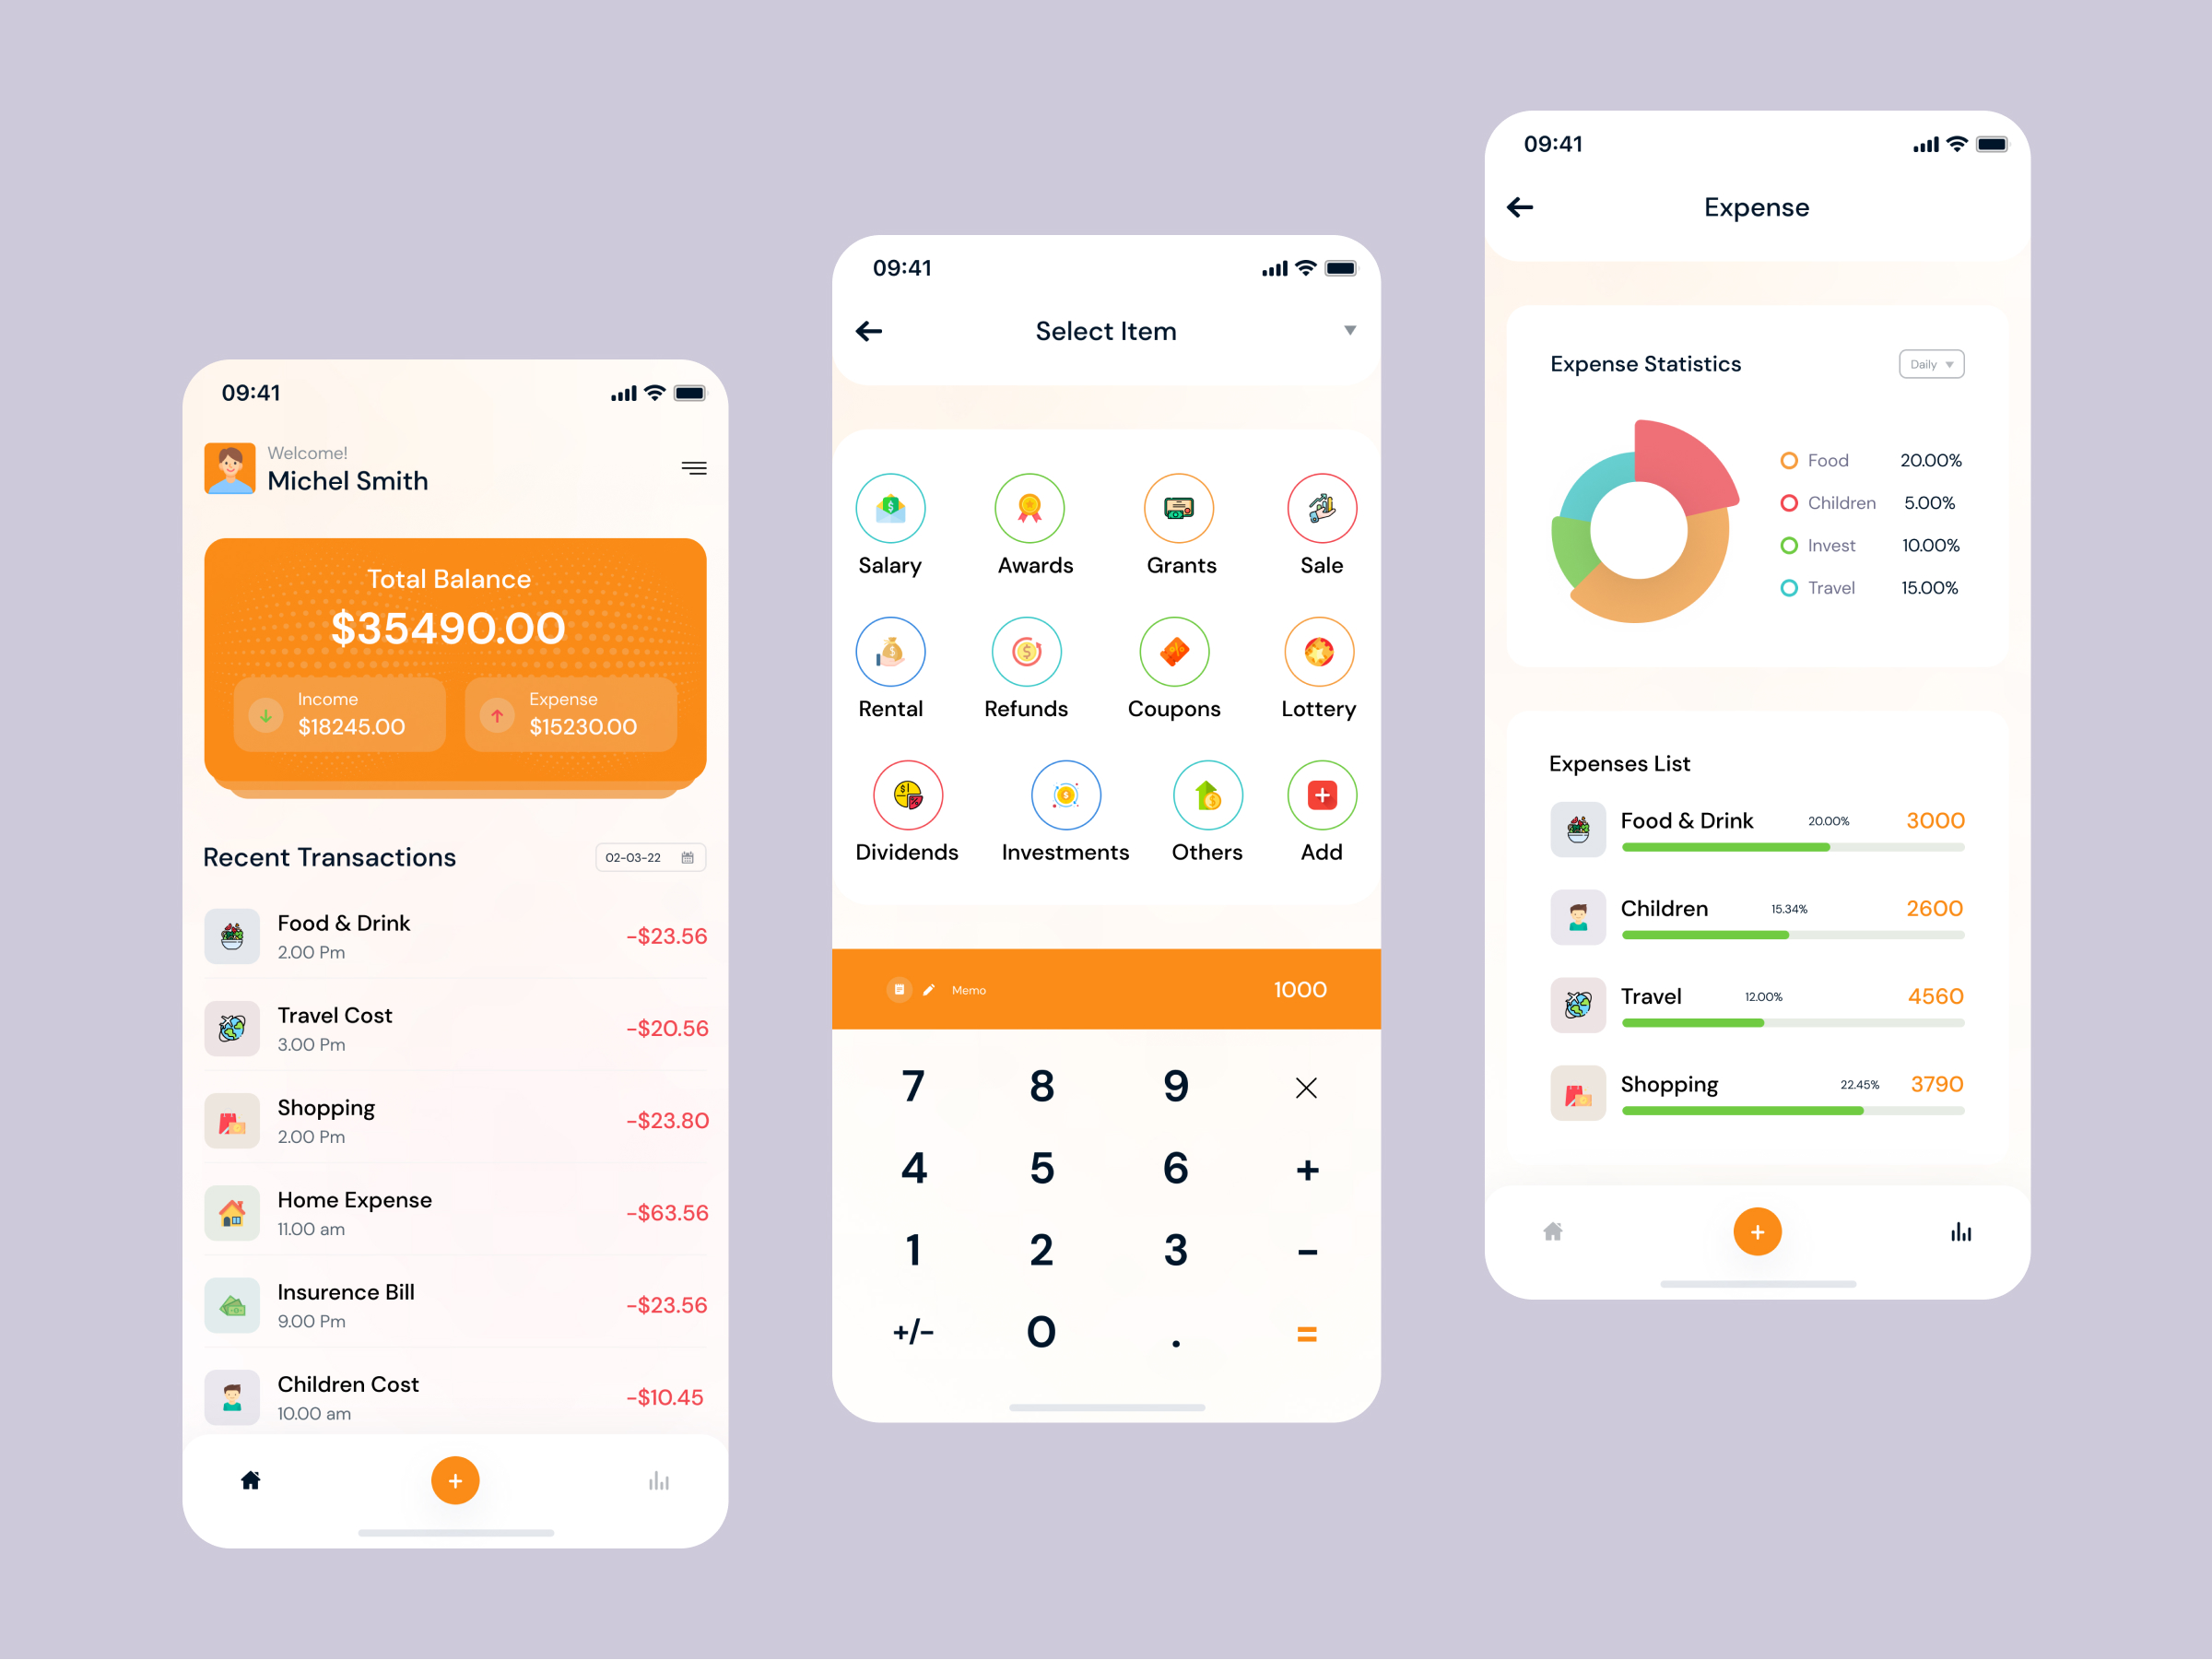 09:41
Welcome!
Michel Smith
Total Balance
$35490.00
Income
$18245.00
Expense
$15230.00
Recent Transactions
02-03-22
Food & Drink
2.00 Pm
-$23.56
Travel Cost
3.00 Pm
-$20.56
Shopping
2.00 Pm
-$23.80
Home Expense
11.00 am
-$63.56
Insurence Bill
9.00 Pm
-$23.56
Children Cost
10.00 am
-$10.45
+
09:41
Select Item
Salary
Awards
Grants
Sale
Rental
Refunds
Coupons
Lottery
Dividends
Investments
Others
Add
Memo
1000
7 8 9 ×
4 5 6 +
1 2 3 -
+/- 0 . =
09:41
Expense
Expense Statistics
Daily
Food 20.00%
Children 5.00%
Invest 10.00%
Travel 15.00%
Expenses List
Food & Drink 20.00% 3000
Children 15.34% 2600
Travel 12.00% 4560
Shopping 22.45% 3790
+